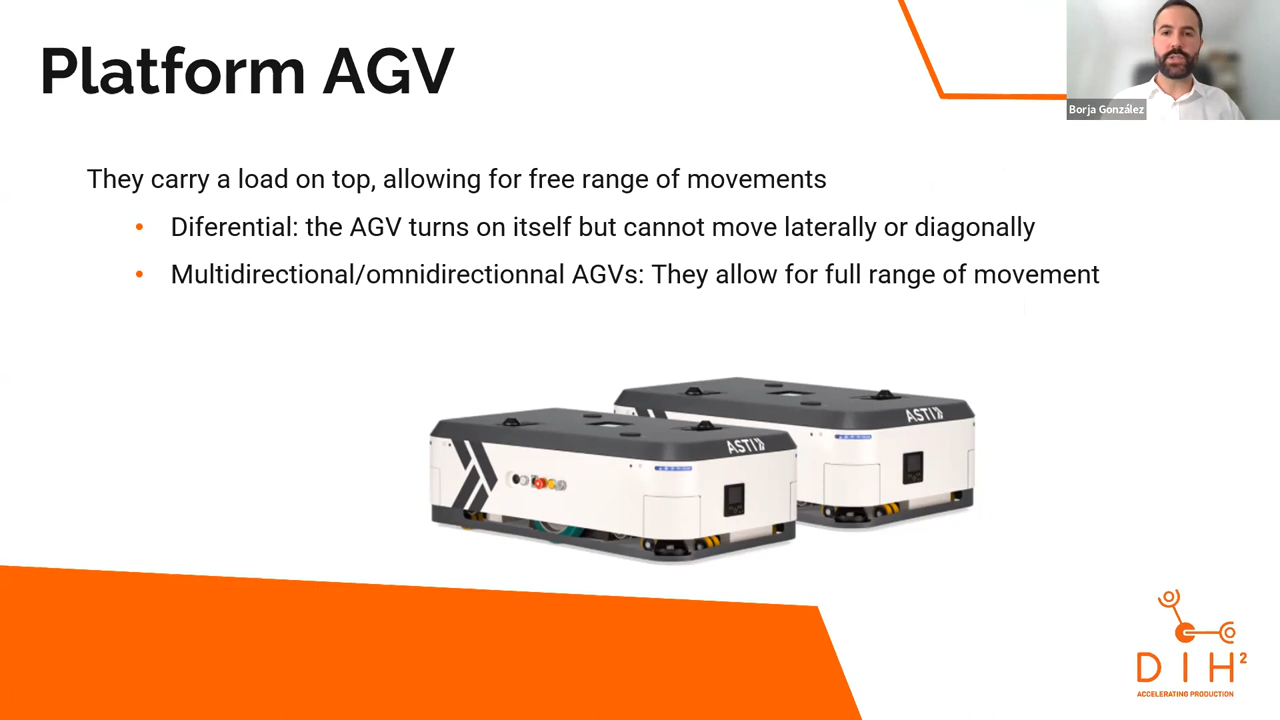 Platform AGV
Borja González
They carry a load on top, allowing for free range of movements
• Diferential: the AGV turns on itself but cannot move laterally or diagonally
• Multidirectional/omnidirectionnal AGVs: They allow for full range of movement
ASTI
ASTI
DIH²
ACCELERATING PRODUCTION